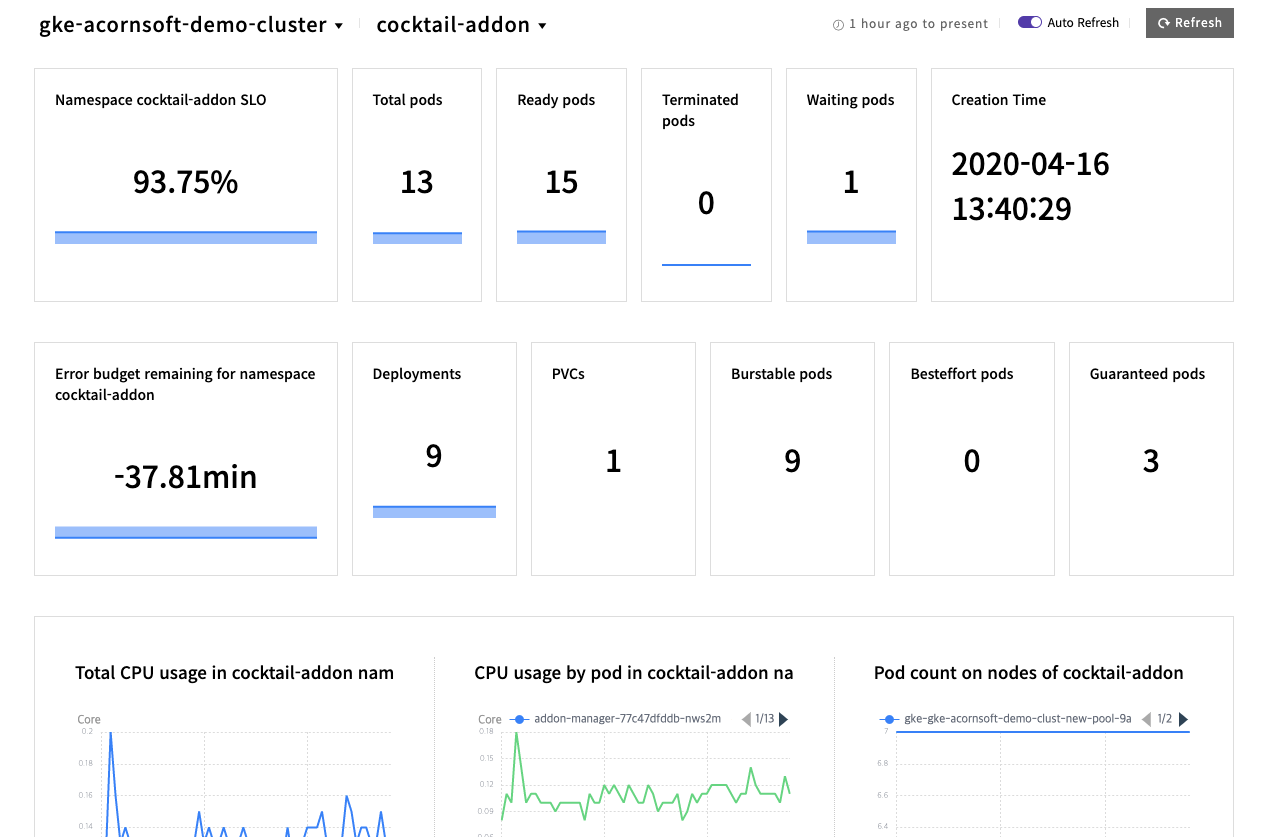 gke-acornsoft-demo-cluster
cocktail-addon
1 hour ago to present
Auto Refresh
Refresh
Namespace cocktail-addon SLO
93.75%
Total pods
13
Ready pods
15
Terminated
pods
0
Waiting pods
1
Creation Time
2020-04-16
13:40:29
Error budget remaining for namespace
cocktail-addon
-37.81min
Deployments
9
PVCs
1
Burstable pods
9
Besteffort pods
0
Guaranteed pods
3
Total CPU usage in cocktail-addon nam
Core
0.2
0.18
0.16
0.14
CPU usage by pod in cocktail-addon na
Core
addon-manager-77c47dfddb-nws2m
1/13
0.18
0.15
0.12
0.09
Pod count on nodes of cocktail-addon
gke-gke-acornsoft-demo-clust-new-pool-9a
1/2
7
6.8
6.6
6.4